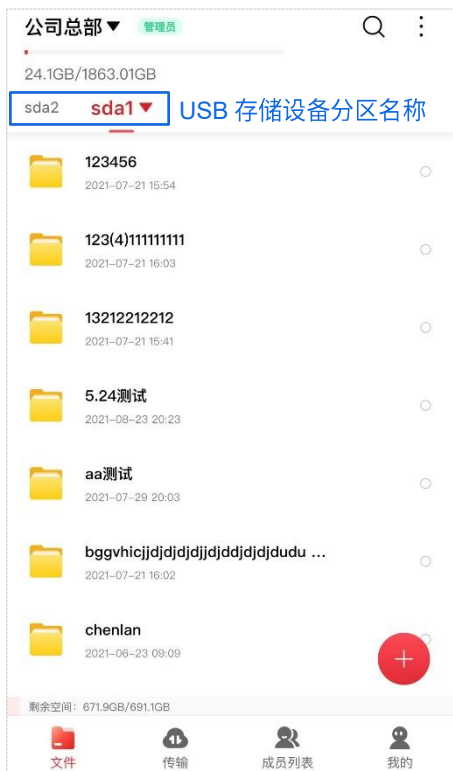 公司总部▼ 管理员
24.1GB/1863.01GB
sda2 sda1▼ USB 存储设备分区名称
123456
2021-07-21 15:54
123(4)111111111
2021-07-21 16:03
13212212212
2021-07-21 15:41
5.24测试
2021-08-23 20:23
aa测试
2021-07-29 20:03
bggvhicjjdjdjdjdjjdjddjdjdjdudu ...
2021-07-21 16:02
chenlan
2021-06-23 09:09
剩余空间：671.9GB/691.1GB
文件 传输 成员列表 我的